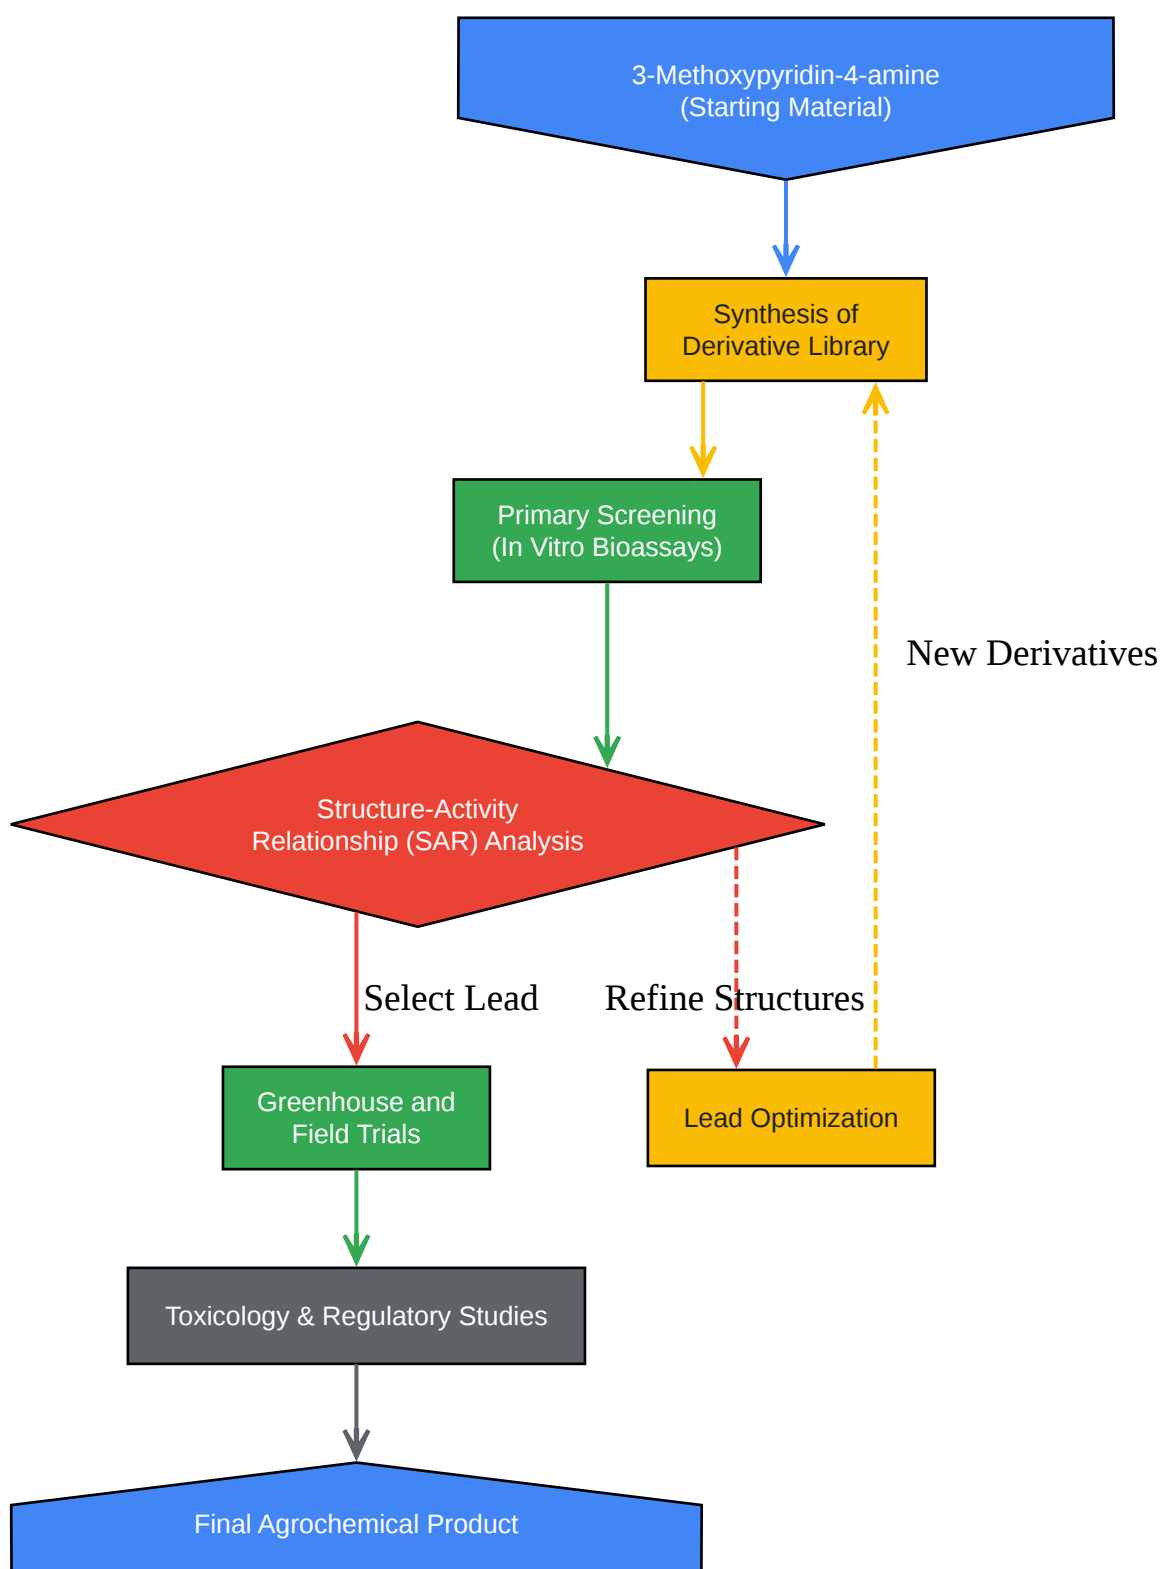 3-Methoxypyridin-4-amine
(Starting Material)
Synthesis of
Derivative Library
Primary Screening
(In Vitro Bioassays)
New Derivatives
Structure-Activity
Relationship (SAR) Analysis
Select Lead
Refine Structures
Greenhouse and
Field Trials
Lead Optimization
Toxicology & Regulatory Studies
Final Agrochemical Product